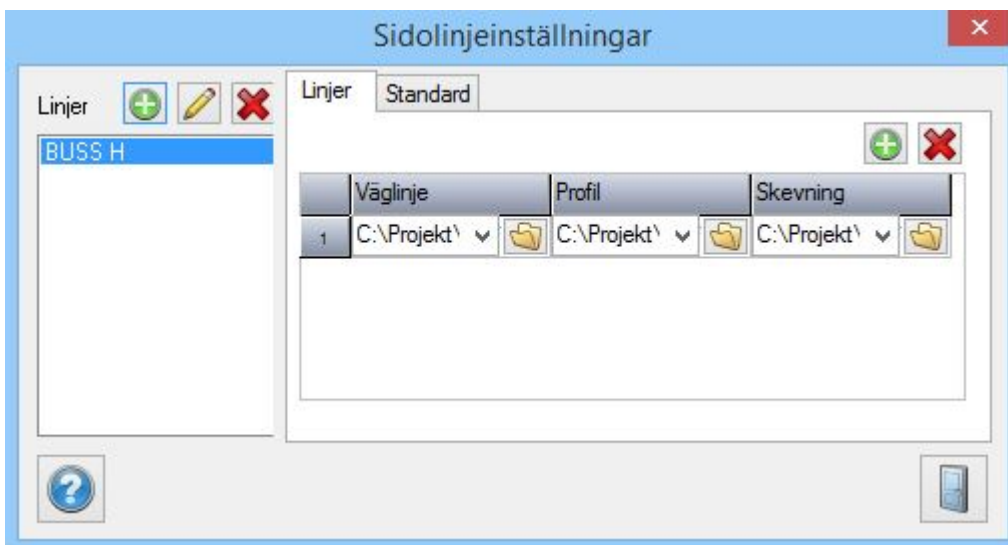 Sidolinjeinställningar
Linjer
BUSS H
Linjer Standard
Väglinje Profil Skevning
1 C:\Projekt\ C:\Projekt\ C:\Projekt\